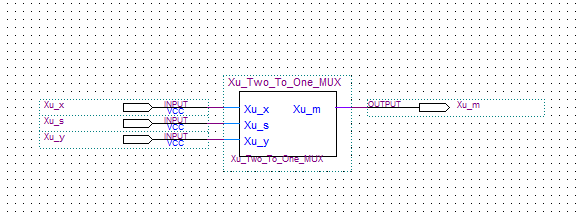 Xu_Two_To_One_MUX
Xu_x INPUT VCC Xu_x Xu_m OUTPUT Xu_m
Xu_s INPUT VCC Xu_s
Xu_y INPUT VCC Xu_y
Xu_Two_To_One_MUX